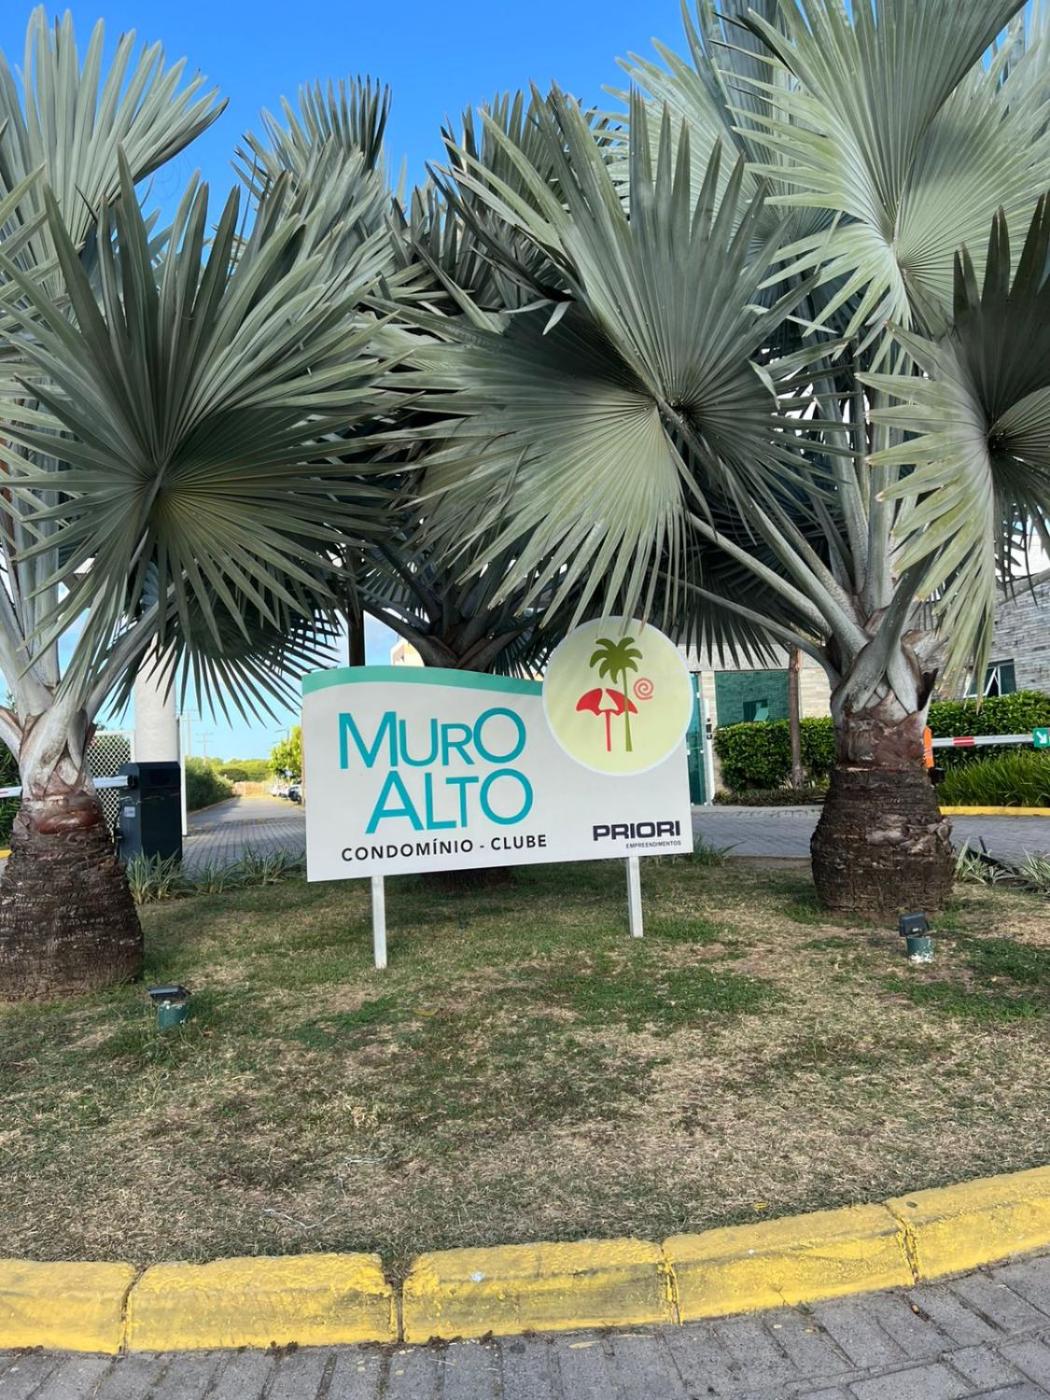 MURO
ALTO
CONDOMÍNIO - CLUBE
PRIORI
EMPREENDIMENTOS